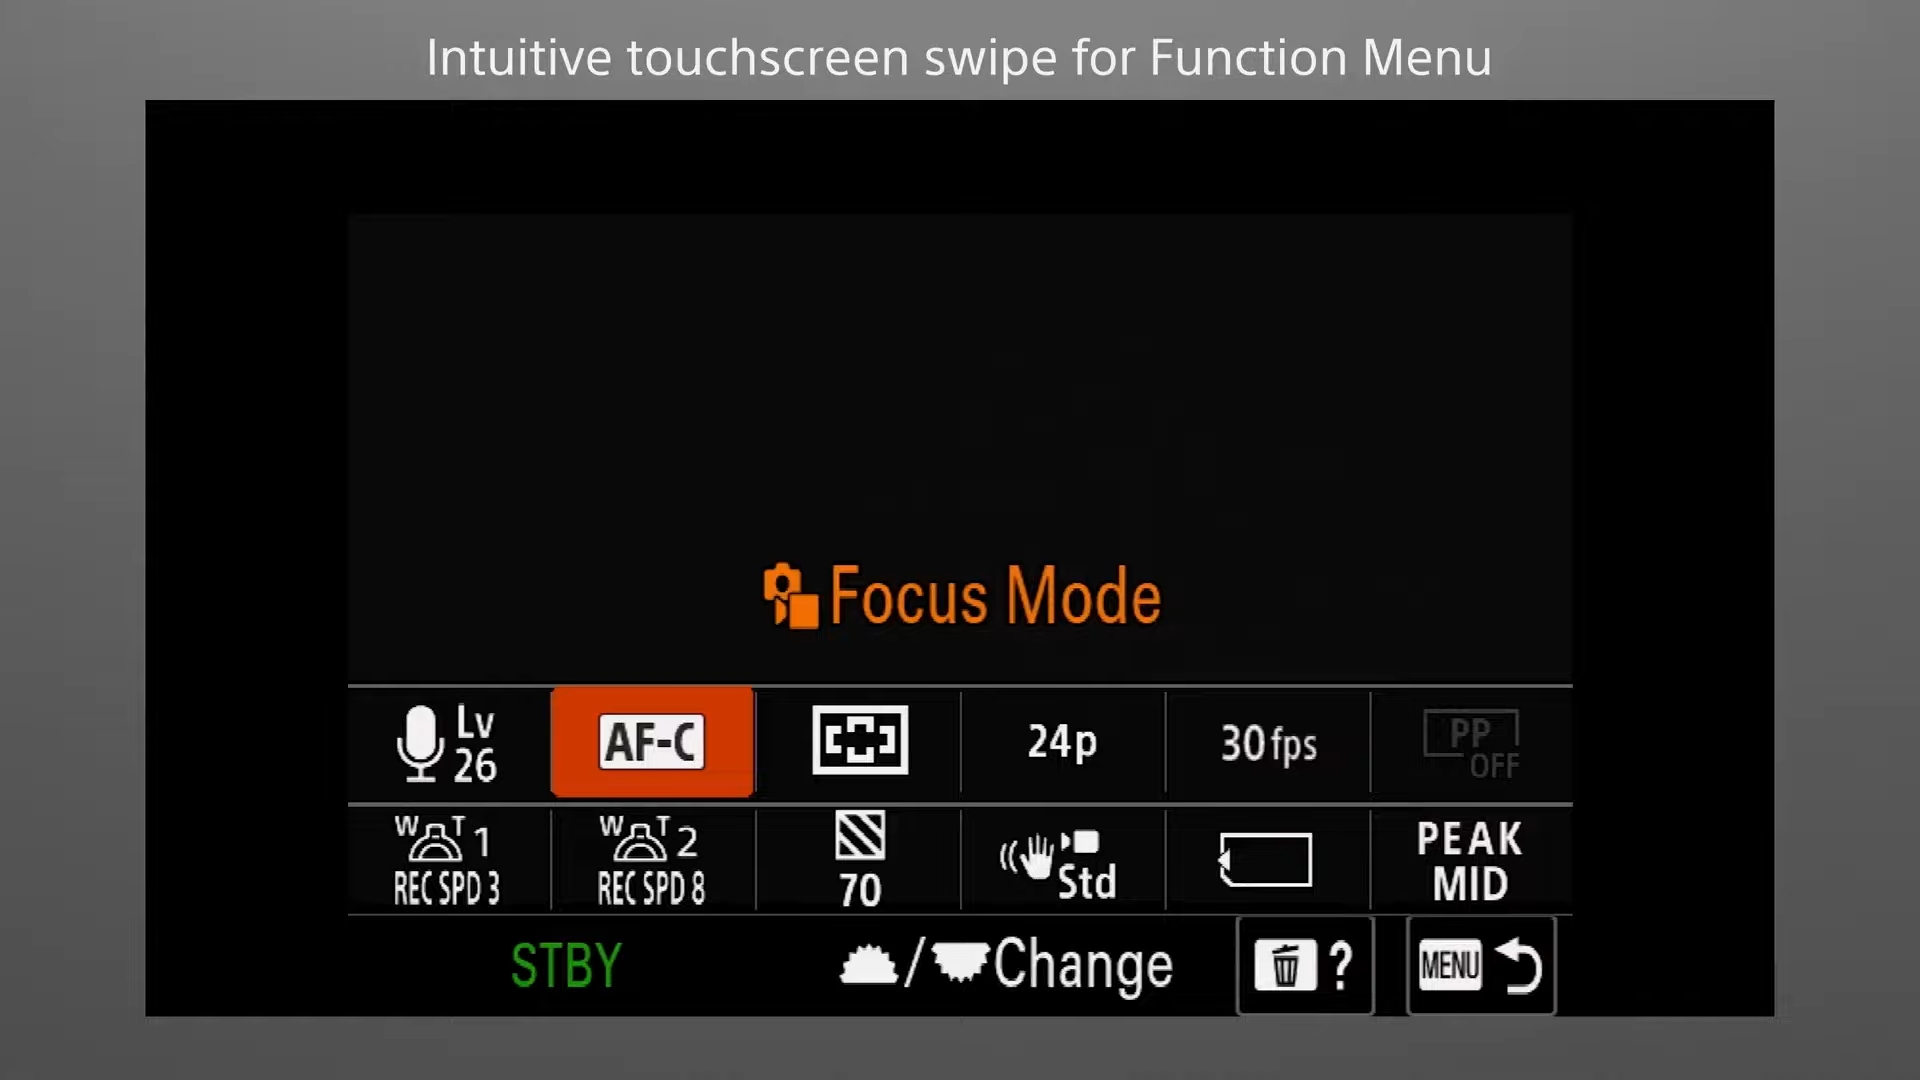 Intuitive touchscreen swipe for Function Menu
Focus Mode
Lv 26
AF-C
24p
30fps
PP OFF
W T 1
REC SPD 3
W T 2
REC SPD 8
70
Std
PEAK MID
STBY
/ Change
?
MENU